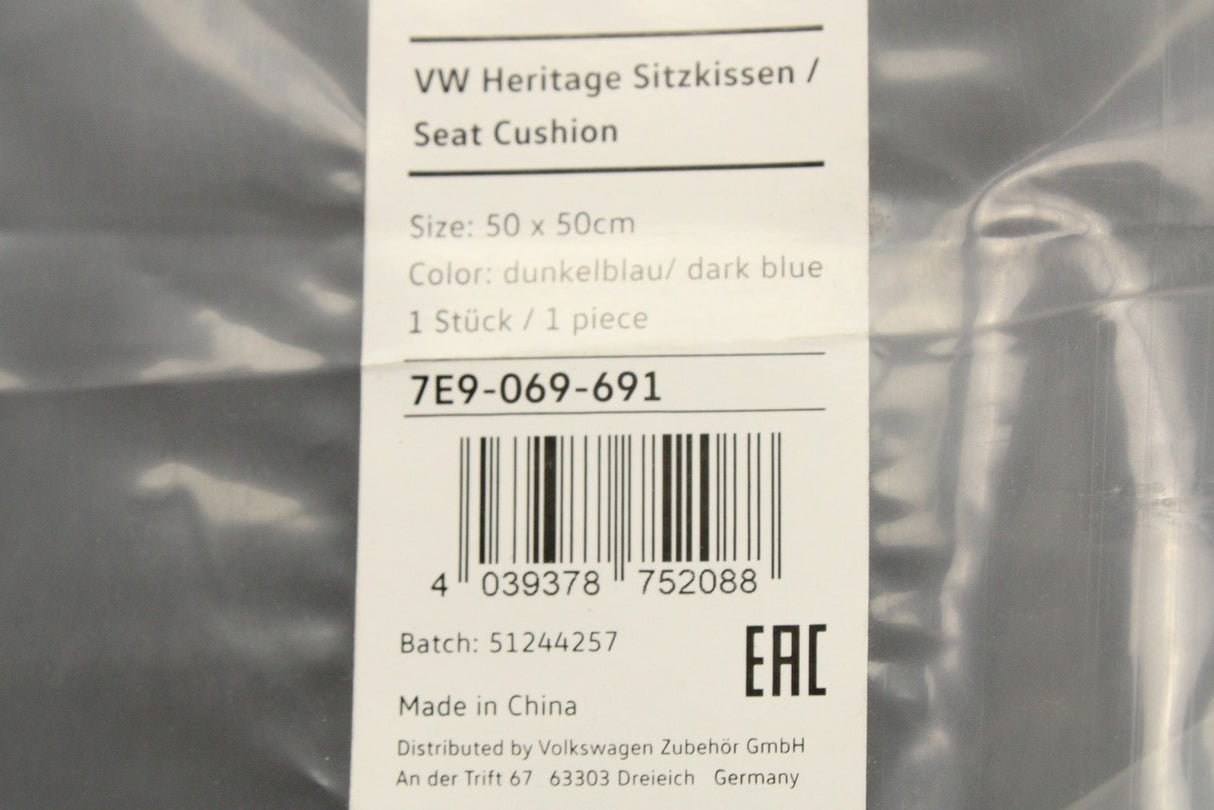 VW Heritage Sitzkissen /
Seat Cushion
Size: 50 x 50cm
Color: dunkelblau/ dark blue
1 Stück / 1 piece
7E9-069-691
4 039378 752088
Batch: 51244257
EAC
Made in China
Distributed by Volkswagen Zubehör GmbH
An der Trift 67 63303 Dreieich Germany